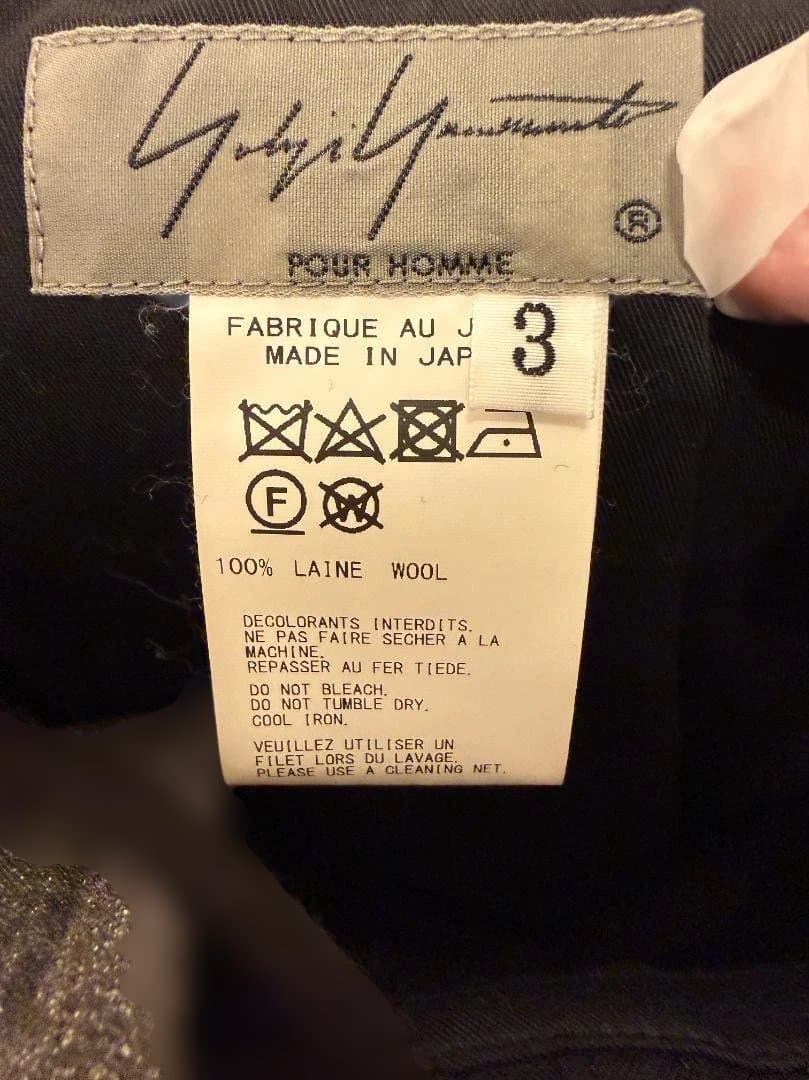 Yohji Yamamoto
®
POUR HOMME
FABRIQUE AU J
MADE IN JAP
3
F
W
100% LAINE WOOL
DECOLORANTS INTERDITS.
NE PAS FAIRE SECHER A LA
MACHINE.
REPASSER AU FER TIEDE.
DO NOT BLEACH.
DO NOT TUMBLE DRY.
COOL IRON.
VEUILLEZ UTILISER UN
FILET LORS DU LAVAGE.
PLEASE USE A CLEANING NET.